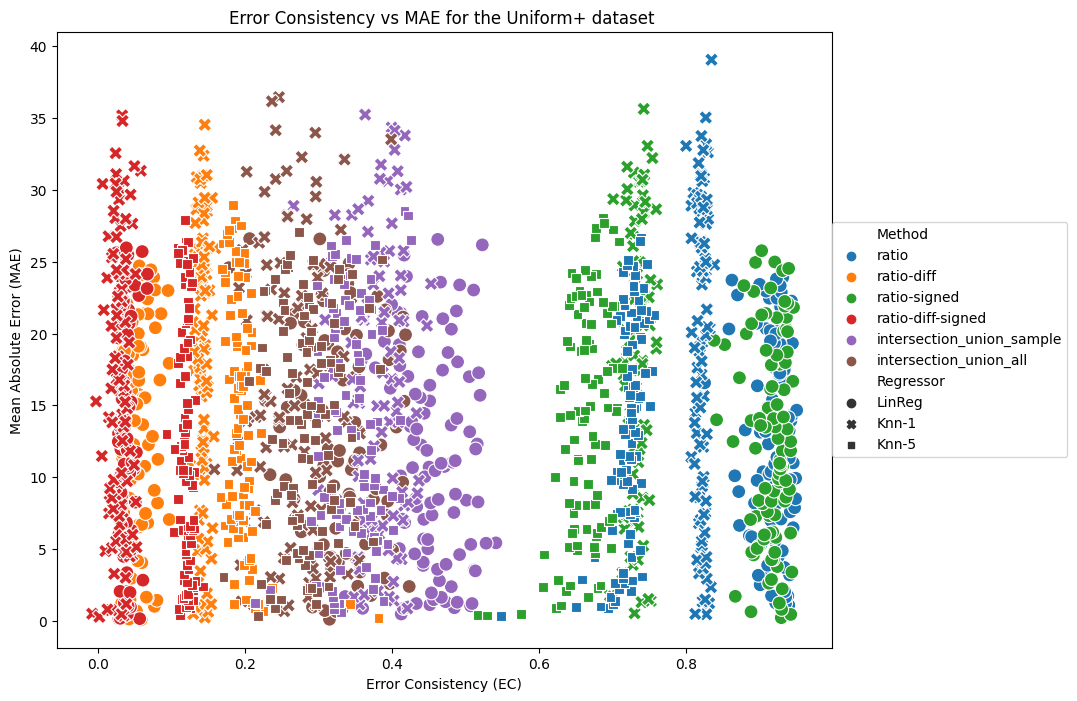 Error Consistency vs MAE for the Uniform+ dataset
Mean Absolute Error (MAE)
40
35
30
25
20
15
10
5
0
0.0 0.2 0.4 0.6 0.8
Error Consistency (EC)
Method
ratio
ratio-diff
ratio-signed
ratio-diff-signed
intersection_union_sample
intersection_union_all
Regressor
LinReg
Knn-1
Knn-5